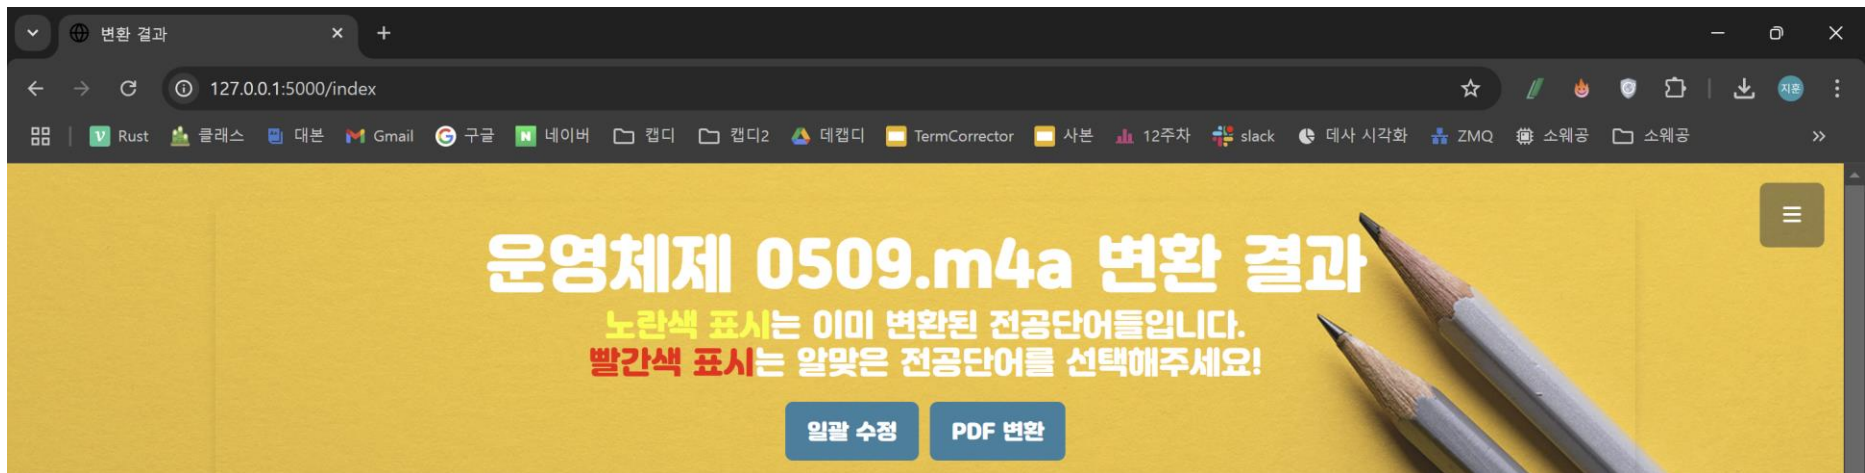 변환 결과
127.0.0.1:5000/index
지훈
Rust 클래스 대본 Gmail 구글 네이버 캡디 캡디2 데캡디 TermCorrector 사본 12주차 slack 데사 시각화 ZMQ 소웨공 소웨공
운영체제 0509.m4a 변환 결과
노란색 표시는 이미 변환된 전공단어들입니다.
빨간색 표시는 알맞은 전공단어를 선택해주세요!
일괄 수정 PDF 변환